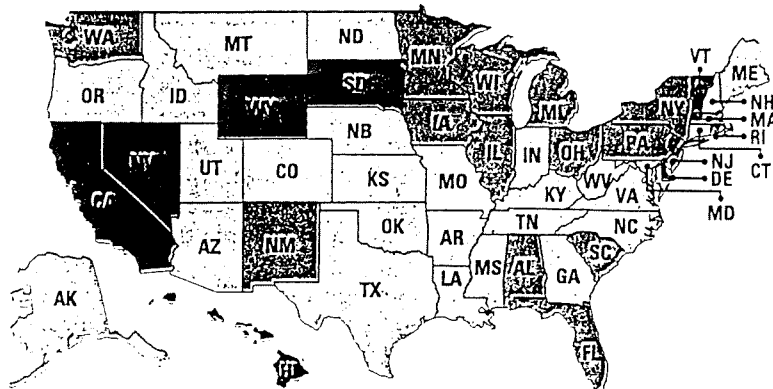 WA
MT
ND
MN
VT
ME
OR
ID
WY
SD
WI
MI
NY
NH
MA
RI
CT
NV
CA
UT
CO
NB
IA
KS
MO
IL
IN
OH
PA
NJ
DE
MD
WV
VA
KY
AZ
NM
OK
AR
TN
NC
SC
TX
LA
MS
AL
GA
FL
AK
HI